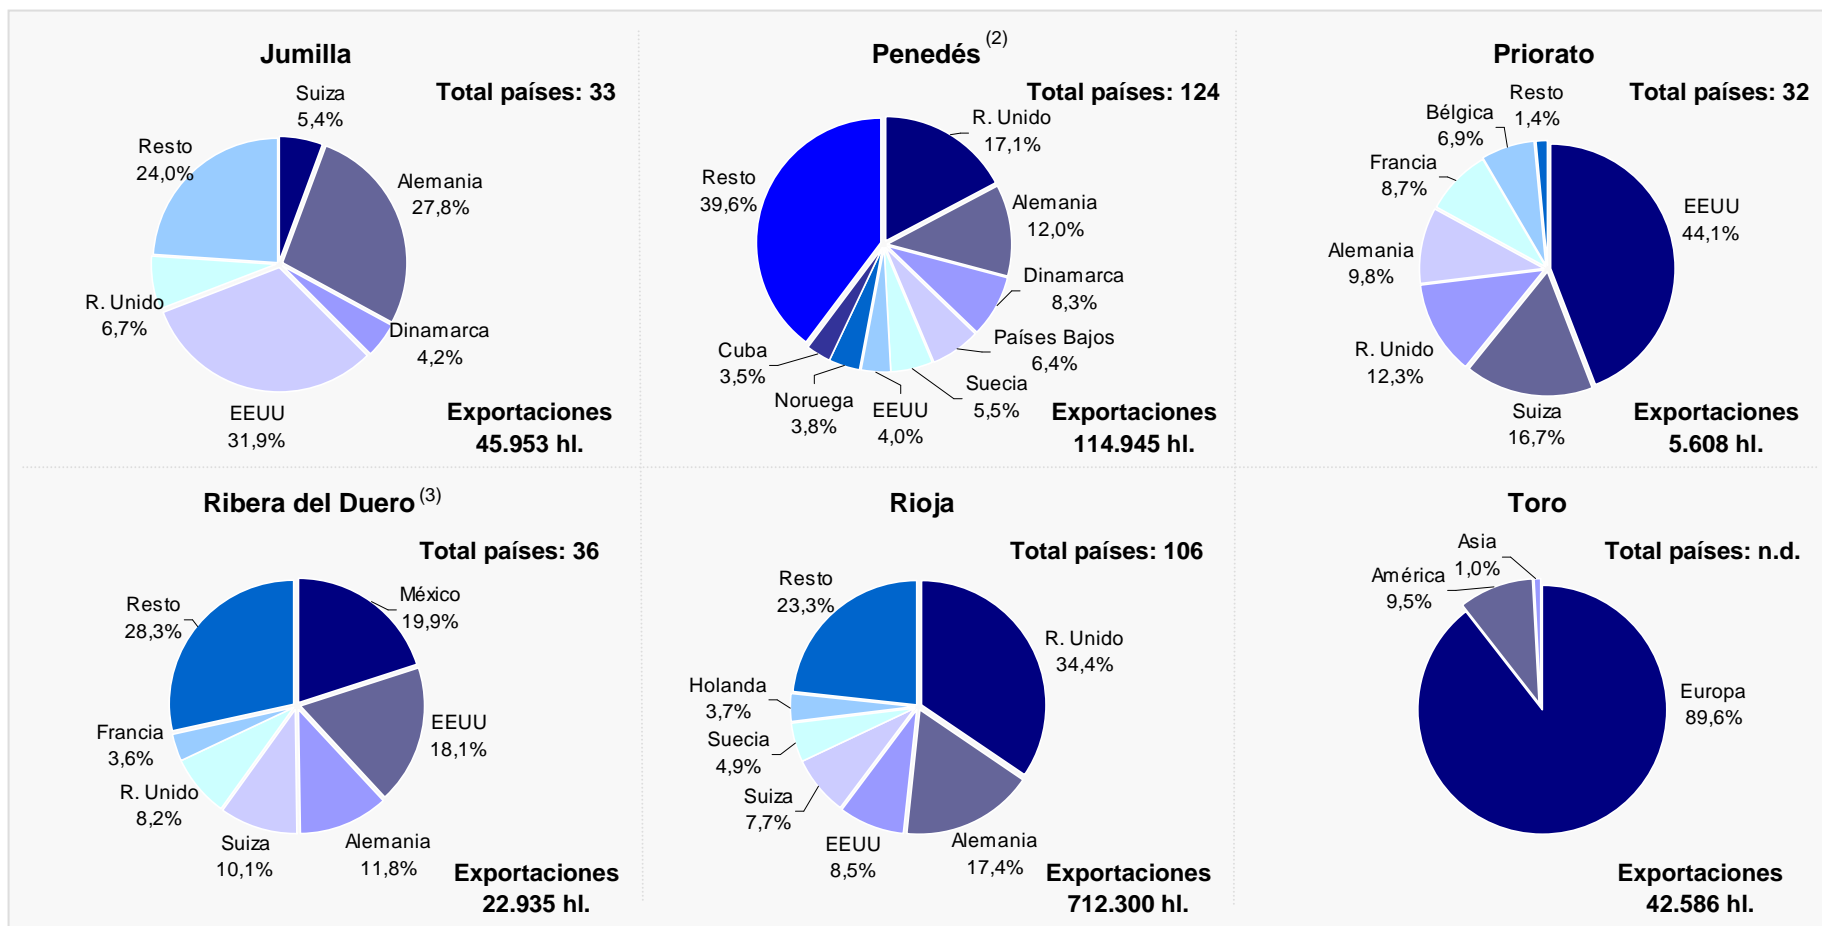 Jumilla
Total países: 33
Suiza
5,4%
Alemania
27,8%
Dinamarca
4,2%
EEUU
31,9%
R. Unido
6,7%
Resto
24,0%
Exportaciones
45.953 hl.
Penedés (2)
Total países: 124
R. Unido
17,1%
Alemania
12,0%
Dinamarca
8,3%
Países Bajos
6,4%
Suecia
5,5%
EEUU
4,0%
Noruega
3,8%
Cuba
3,5%
Resto
39,6%
Exportaciones
114.945 hl.
Priorato
Total países: 32
Resto
1,4%
Bélgica
6,9%
Francia
8,7%
Alemania
9,8%
R. Unido
12,3%
Suiza
16,7%
EEUU
44,1%
Exportaciones
5.608 hl.
Ribera del Duero (3)
Total países: 36
México
19,9%
EEUU
18,1%
Alemania
11,8%
Suiza
10,1%
R. Unido
8,2%
Francia
3,6%
Resto
28,3%
Exportaciones
22.935 hl.
Rioja
Total países: 106
R. Unido
34,4%
Alemania
17,4%
EEUU
8,5%
Suiza
7,7%
Suecia
4,9%
Holanda
3,7%
Resto
23,3%
Exportaciones
712.300 hl.
Toro
Total países: n.d.
Asia
1,0%
América
9,5%
Europa
89,6%
Exportaciones
42.586 hl.